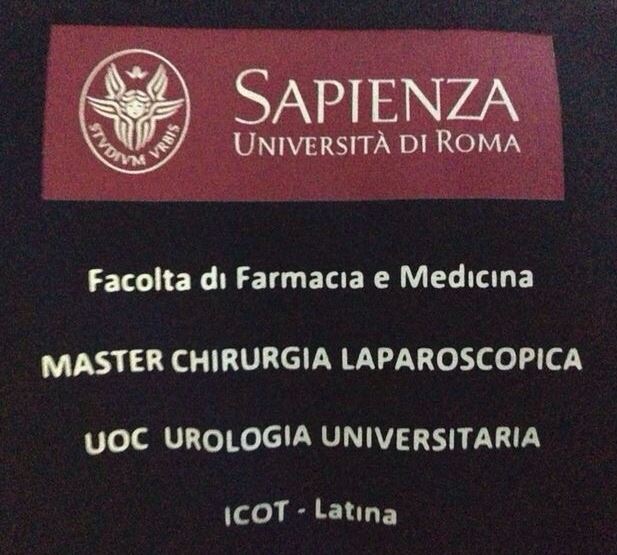 STVDIVM VRBIS
SAPIENZA
UNIVERSITÀ DI ROMA
Facolta di Farmacia e Medicina
MASTER CHIRURGIA LAPAROSCOPICA
UOC UROLOGIA UNIVERSITARIA
ICOT - Latina